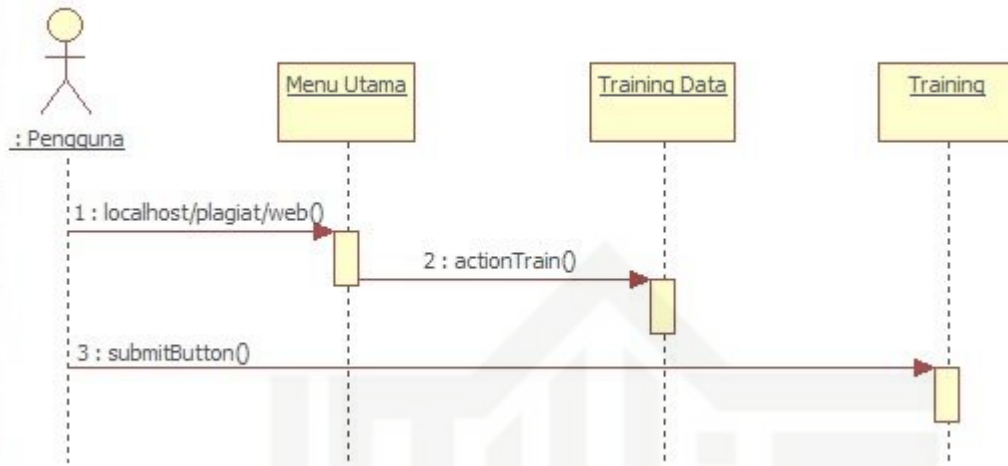 Menu Utama
Training Data
Training
: Pengguna
1 : localhost/plagiat/web()
2 : actionTrain()
3 : submitButton()